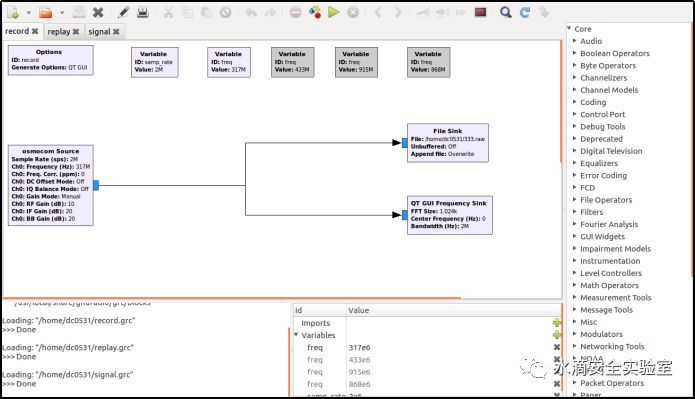 record
replay
signal
Options
ID: record
Generate Options: QT GUI
Variable
ID: samp_rate
Value: 2M
Variable
ID: freq
Value: 317M
Variable
ID: freq
Value: 433M
Variable
ID: freq
Value: 915M
Variable
ID: freq
Value: 868M
osmocom Source
Sample Rate (sps): 2M
Ch0: Frequency (Hz): 317M
Ch0: Freq. Corr. (ppm): 0
Ch0: DC Offset Mode: Off
Ch0: IQ Balance Mode: Off
Ch0: Gain Mode: Manual
Ch0: RF Gain (dB): 10
Ch0: IF Gain (dB): 20
Ch0: BB Gain (dB): 20
File Sink
File: /home/dc0531/333.raw
Unbuffered: Off
Append file: Overwrite
QT GUI Frequency Sink
FFT Size: 1.024k
Center Frequency (Hz): 0
Bandwidth (Hz): 2M
Core
Audio
Boolean Operators
Byte Operators
Channelizers
Channel Models
Coding
Control Port
Debug Tools
Deprecated
Digital Television
Equalizers
Error Coding
FCD
File Operators
Filters
Fourier Analysis
GUI Widgets
Impairment Models
Instrumentation
Level Controllers
Math Operators
Measurement Tools
Message Tools
Misc
Modulators
Networking Tools
NOAA
Packet Operators
/usr/local/share/gnuradio/grc/blocks
Loading: "/home/dc0531/record.grc"
>>> Done
Loading: "/home/dc0531/replay.grc"
>>> Done
Loading: "/home/dc0531/signal.grc"
>>> Done
Id Value
Imports
Variables
freq 317e6
freq 433e6
freq 915e6
freq 868e6
samp_rate 2e6
水滴安全实验室